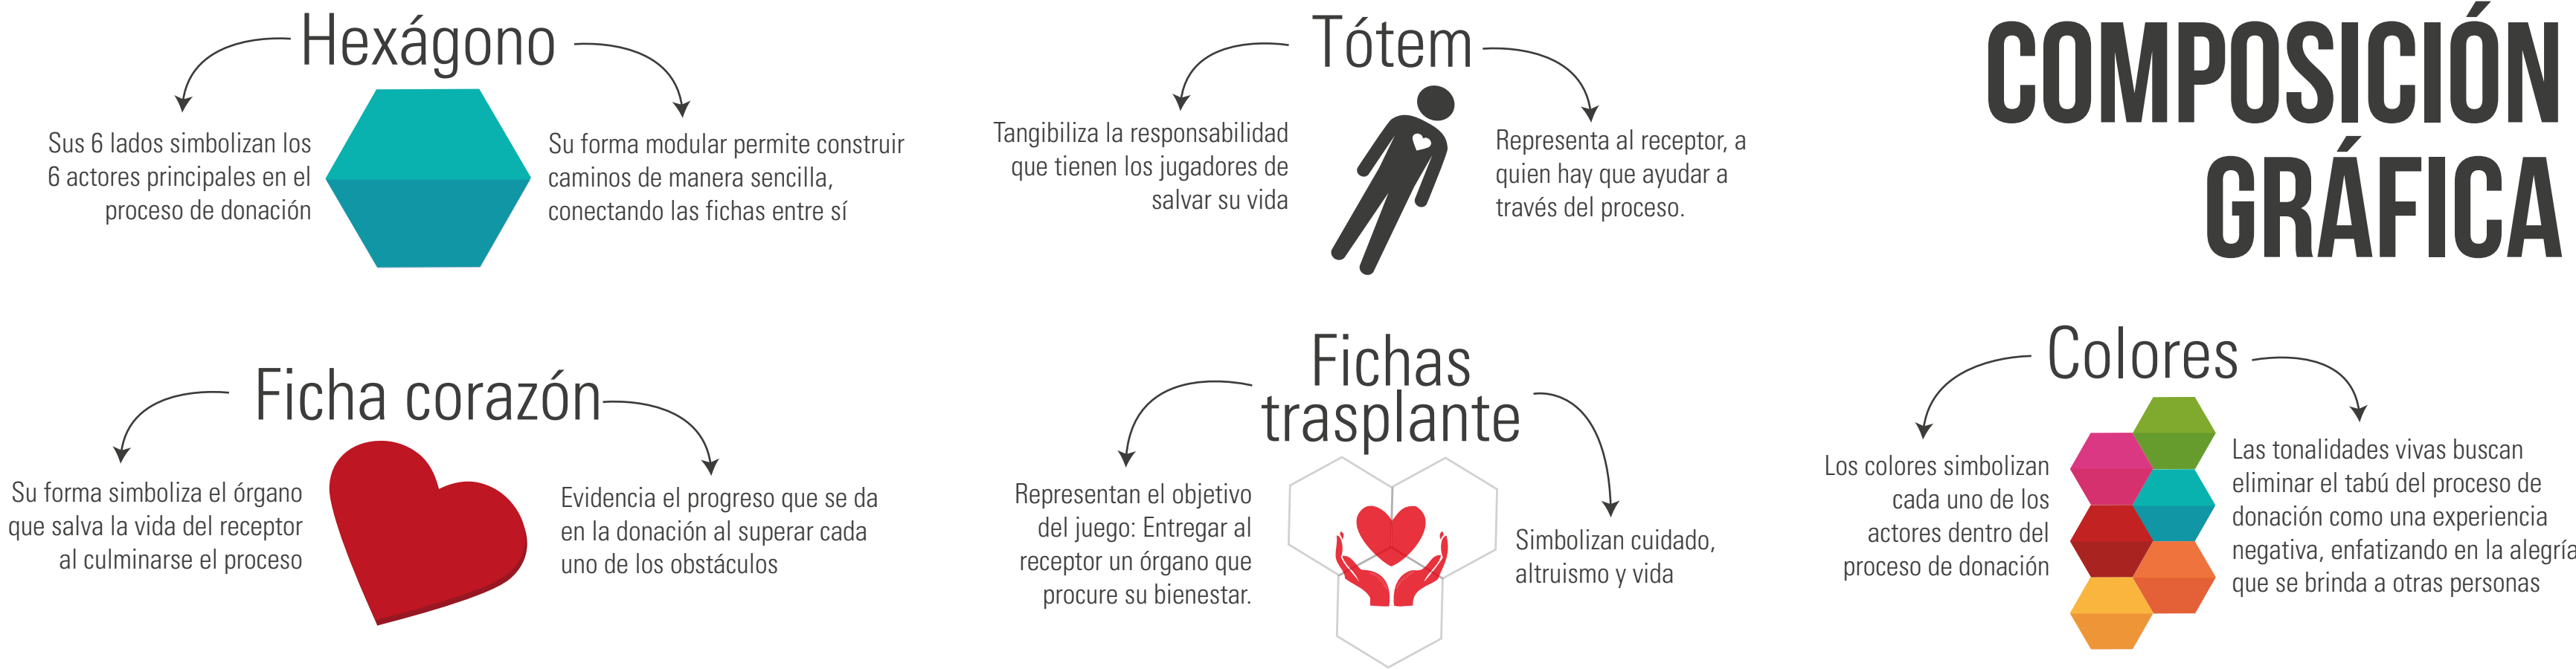 COMPOSICIÓN
GRÁFICA
Hexágono
Sus 6 lados simbolizan los
6 actores principales en el
proceso de donación
Su forma modular permite construir
caminos de manera sencilla,
conectando las fichas entre sí
Tótem
Tangibiliza la responsabilidad
que tienen los jugadores de
salvar su vida
Representa al receptor, a
quien hay que ayudar a
través del proceso.
Ficha corazón
Su forma simboliza el órgano
que salva la vida del receptor
al culminarse el proceso
Evidencia el progreso que se da
en la donación al superar cada
uno de los obstáculos
Fichas
trasplante
Representan el objetivo
del juego: Entregar al
receptor un órgano que
procure su bienestar.
Simbolizan cuidado,
altruismo y vida
Colores
Los colores simbolizan
cada uno de los
actores dentro del
proceso de donación
Las tonalidades vivas buscan
eliminar el tabú del proceso de
donación como una experiencia
negativa, enfatizando en la alegría
que se brinda a otras personas